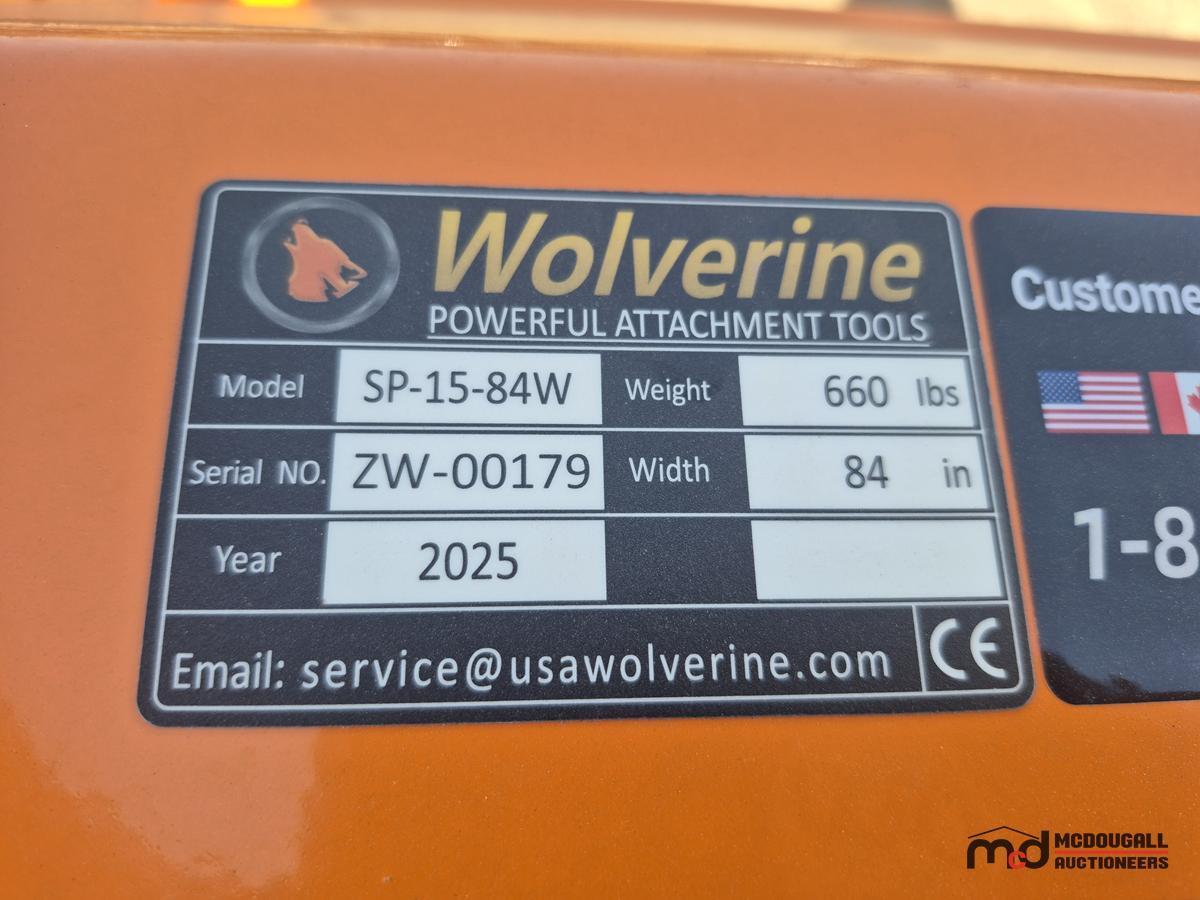 Wolverine
POWERFUL ATTACHMENT TOOLS
Model SP-15-84W Weight 660 lbs
Serial NO. ZW-00179 Width 84 in
Year 2025
Email: service@usawolverine.com CE
Custome
1-8
mcd MCDOUGALL
AUCTIONEERS